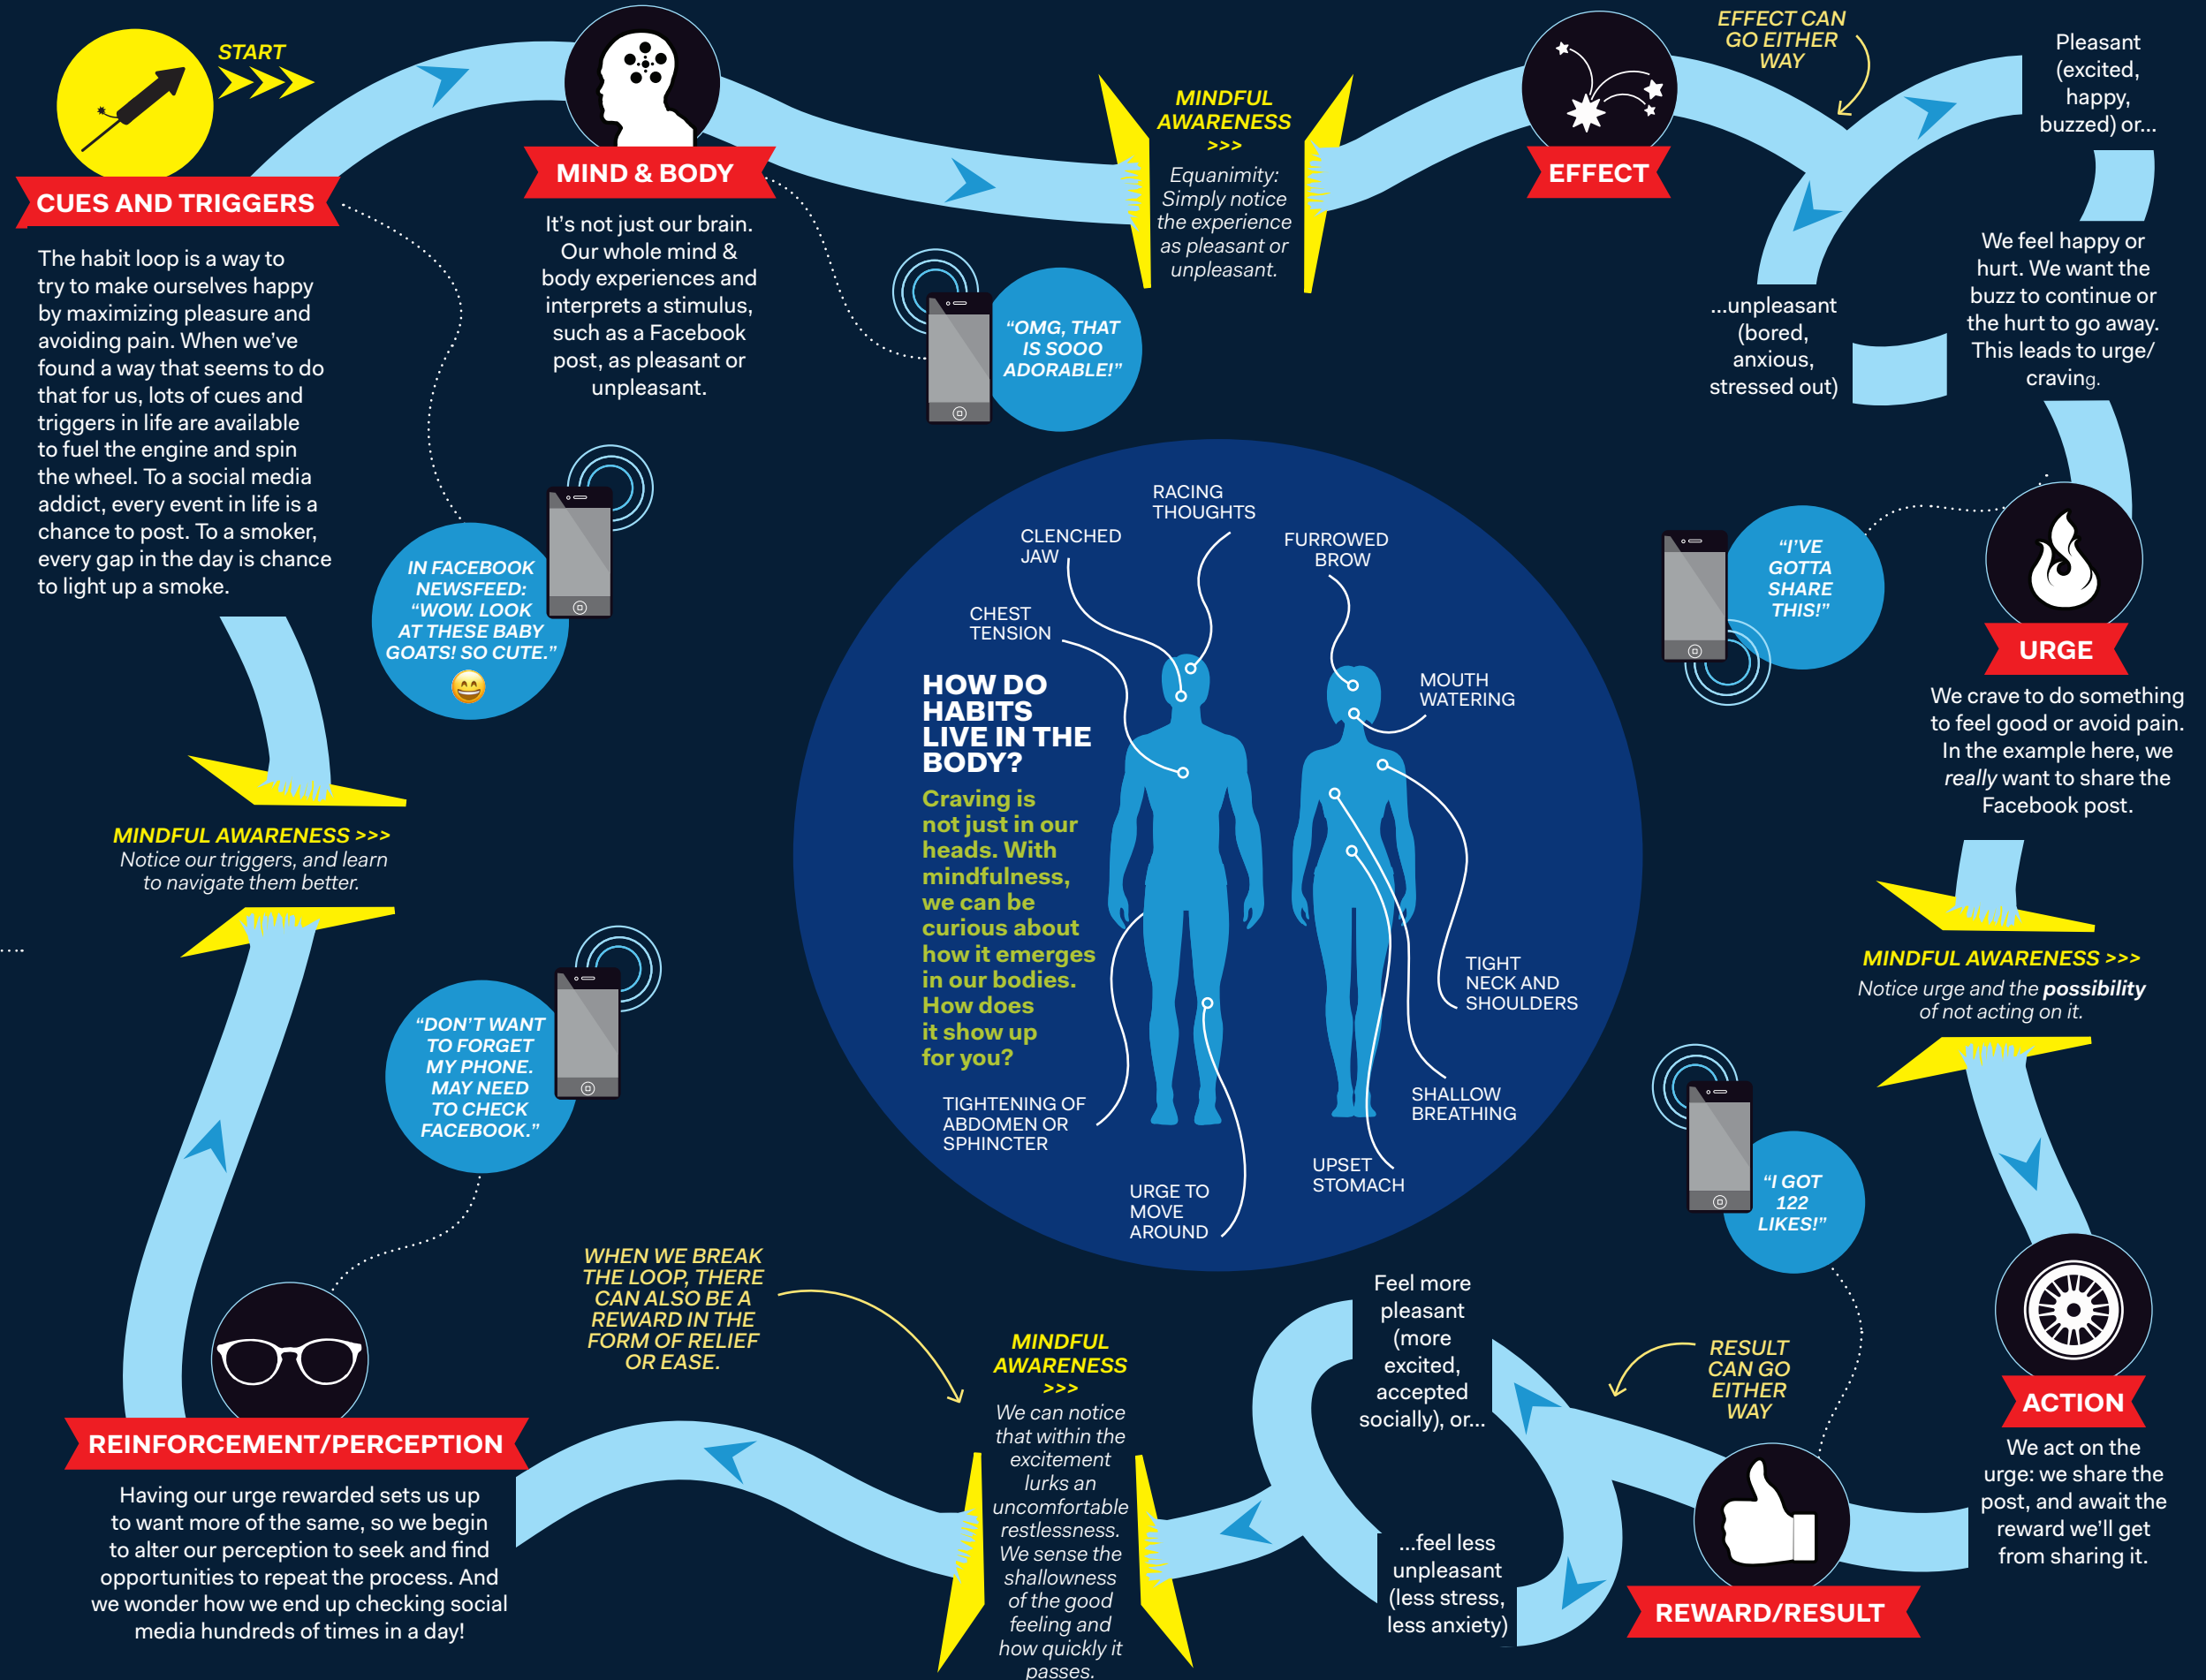 START
CUES AND TRIGGERS
The habit loop is a way to
try to make ourselves happy
by maximizing pleasure and
avoiding pain. When we've
found a way that seems to do
that for us, lots of cues and
triggers in life are available
to fuel the engine and spin
the wheel. To a social media
addict, every event in life is a
chance to post. To a smoker,
every gap in the day is chance
to light up a smoke.
IN FACEBOOK
NEWSFEED:
“WOW. LOOK
AT THESE BABY
GOATS! SO CUTE.”
MIND & BODY
It's not just our brain.
Our whole mind &
body experiences and
interprets a stimulus,
such as a Facebook
post, as pleasant or
unpleasant.
“OMG, THAT
IS SOOO
ADORABLE!”
MINDFUL
AWARENESS
>>>
Equanimity:
Simply notice
the experience
as pleasant or
unpleasant.
EFFECT
EFFECT CAN
GO EITHER
WAY
Pleasant
(excited,
happy,
buzzed) or...
...unpleasant
(bored,
anxious,
stressed out)
We feel happy or
hurt. We want the
buzz to continue or
the hurt to go away.
This leads to urge/
craving.
“I'VE
GOTTA
SHARE
THIS!”
URGE
We crave to do something
to feel good or avoid pain.
In the example here, we
really want to share the
Facebook post.
MINDFUL AWARENESS >>>
Notice urge and the possibility
of not acting on it.
ACTION
We act on the
urge: we share the
post, and await the
reward we'll get
from sharing it.
“I GOT
122
LIKES!”
REWARD/RESULT
RESULT
CAN GO
EITHER
WAY
Feel more
pleasant
(more
excited,
accepted
socially), or...
...feel less
unpleasant
(less stress,
less anxiety)
MINDFUL
AWARENESS
>>>
We can notice
that within the
excitement
lurks an
uncomfortable
restlessness.
We sense the
shallowness
of the good
feeling and
how quickly it
passes.
WHEN WE BREAK
THE LOOP, THERE
CAN ALSO BE A
REWARD IN THE
FORM OF RELIEF
OR EASE.
REINFORCEMENT/PERCEPTION
Having our urge rewarded sets us up
to want more of the same, so we begin
to alter our perception to seek and find
opportunities to repeat the process. And
we wonder how we end up checking social
media hundreds of times in a day!
“DON'T WANT
TO FORGET
MY PHONE.
MAY NEED
TO CHECK
FACEBOOK.”
MINDFUL AWARENESS >>>
Notice our triggers, and learn
to navigate them better.
HOW DO
HABITS
LIVE IN THE
BODY?
Craving is
not just in our
heads. With
mindfulness,
we can be
curious about
how it emerges
in our bodies.
How does
it show up
for you?
RACING
THOUGHTS
CLENCHED
JAW
CHEST
TENSION
FURROWED
BROW
MOUTH
WATERING
TIGHT
NECK AND
SHOULDERS
SHALLOW
BREATHING
UPSET
STOMACH
URGE TO
MOVE
AROUND
TIGHTENING OF
ABDOMEN OR
SPHINCTER